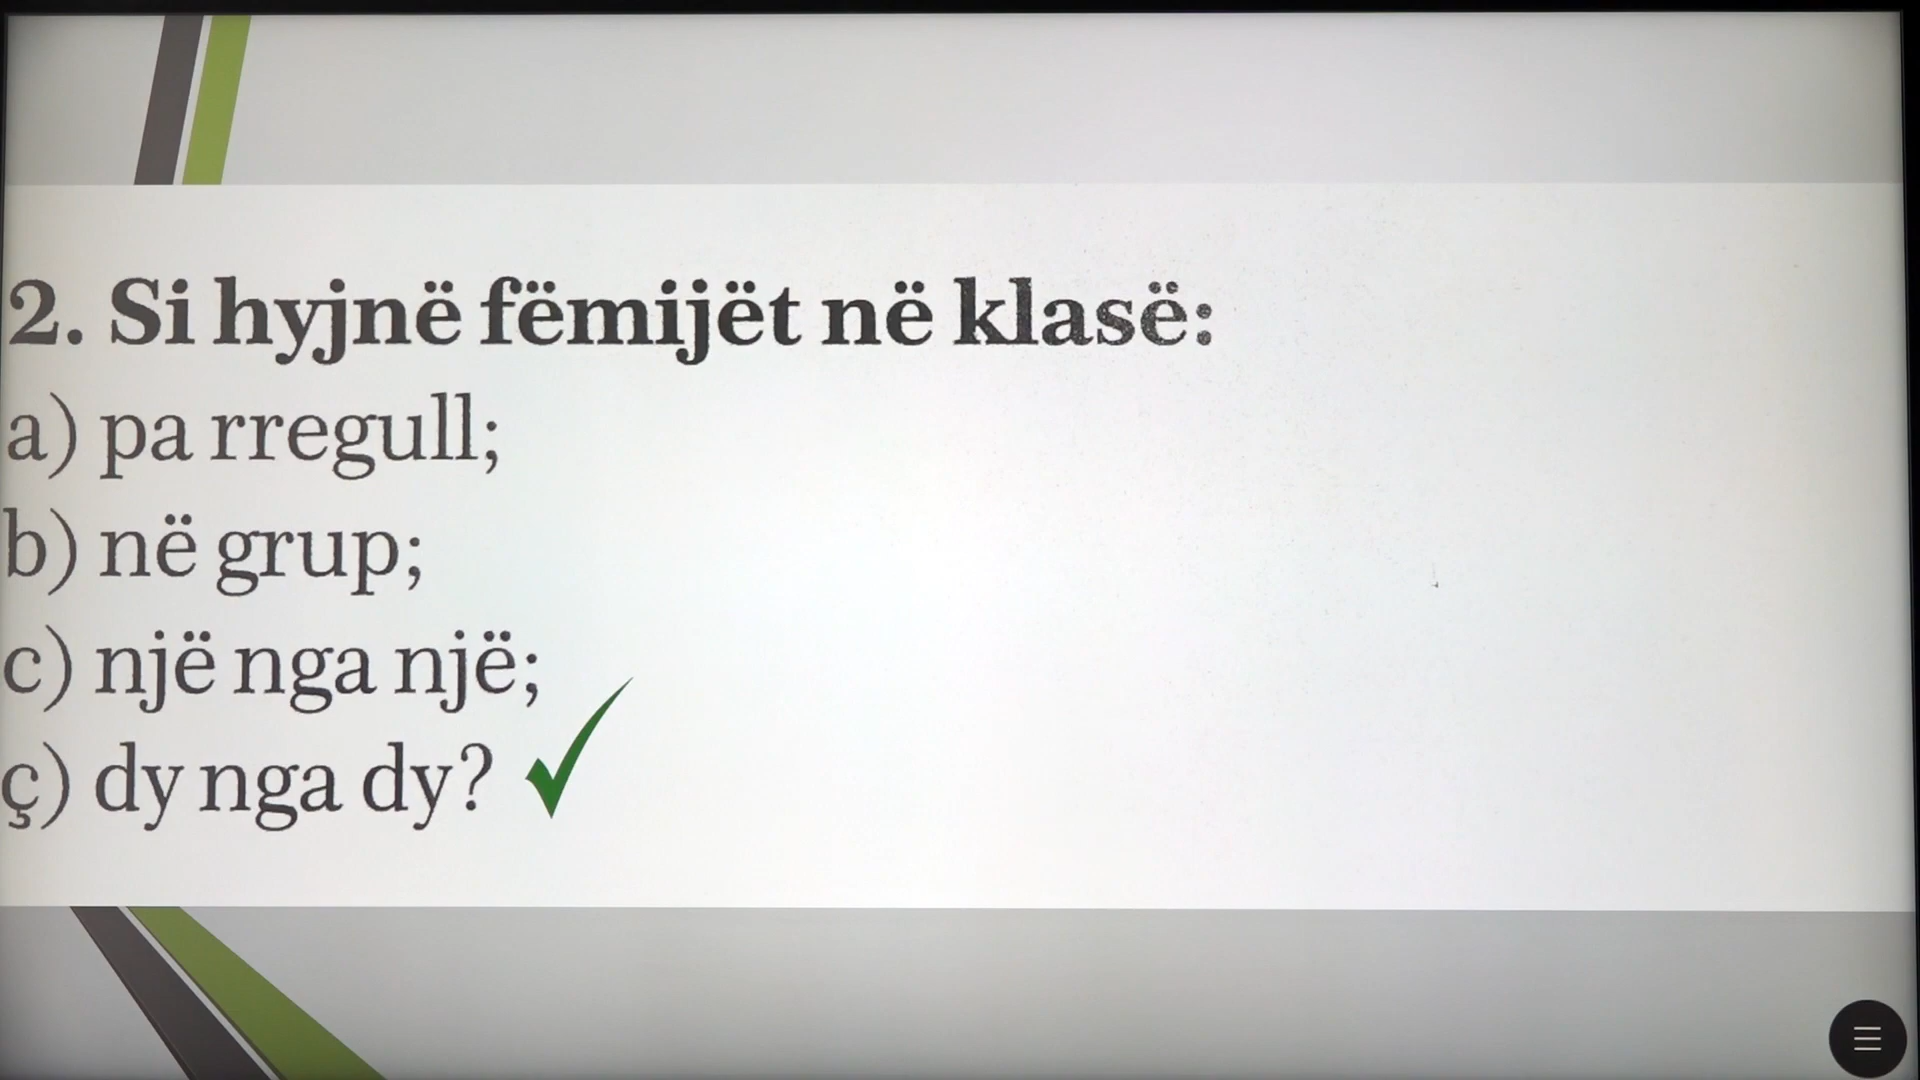 2. Si hyjnë fëmijët në klasë:
a) pa rregull;
b) në grup;
c) një nga një;
ç) dy nga dy?